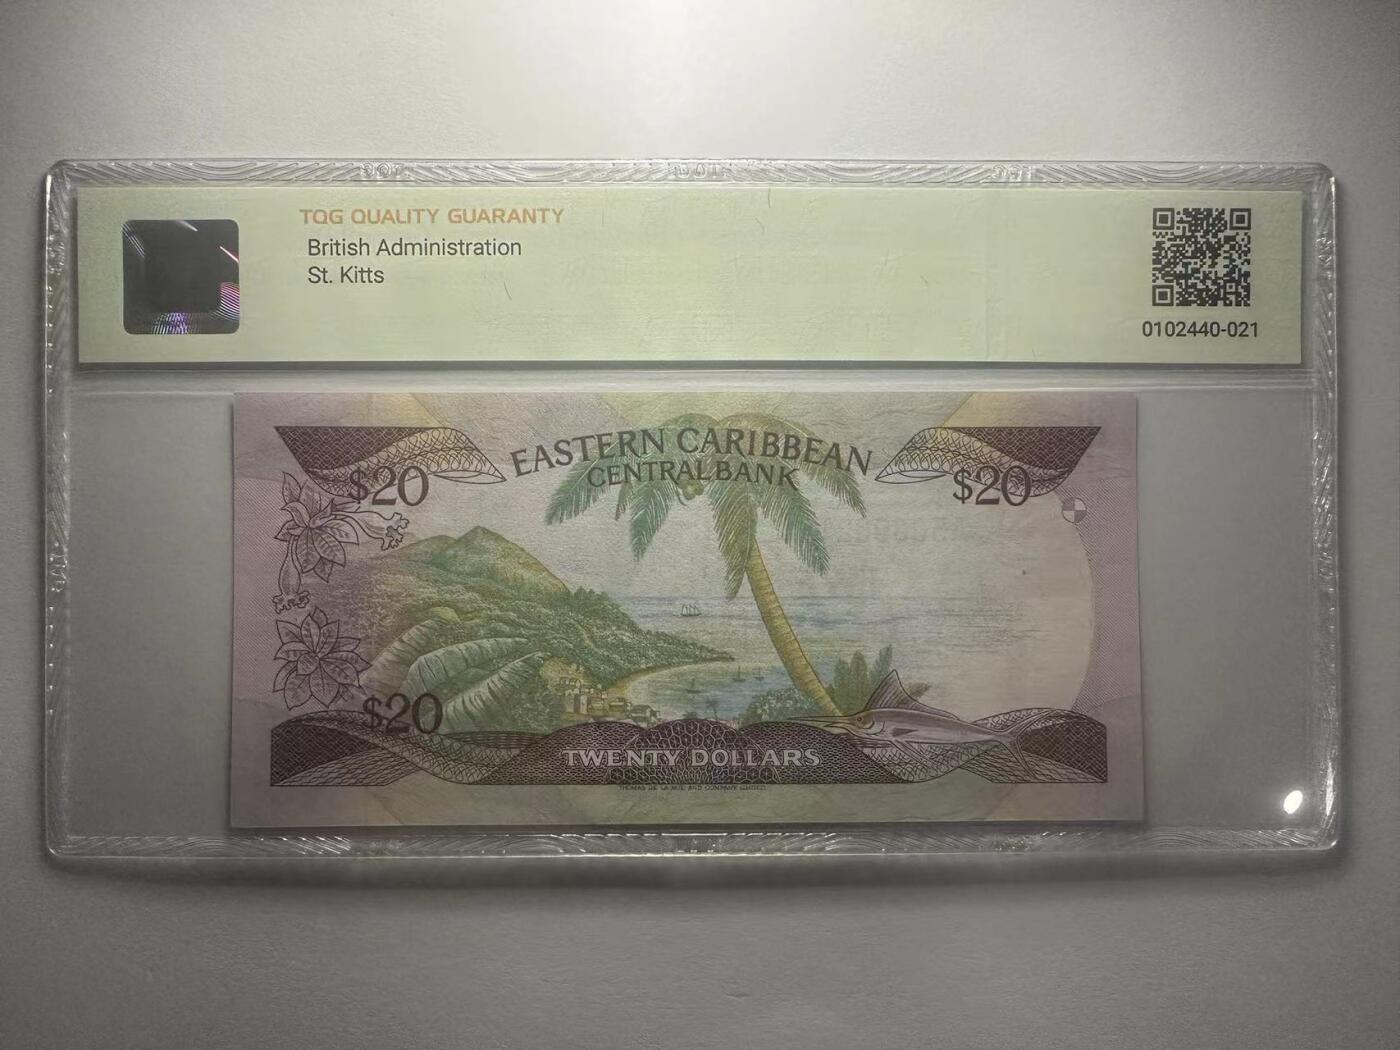 TQG QUALITY GUARANTY
British Administration
St. Kitts
0102440-021
EASTERN CARIBBEAN
CENTRAL BANK
$20
$20
$20
TWENTY DOLLARS
THOMAS DE LA RUE AND COMPANY LIMITED